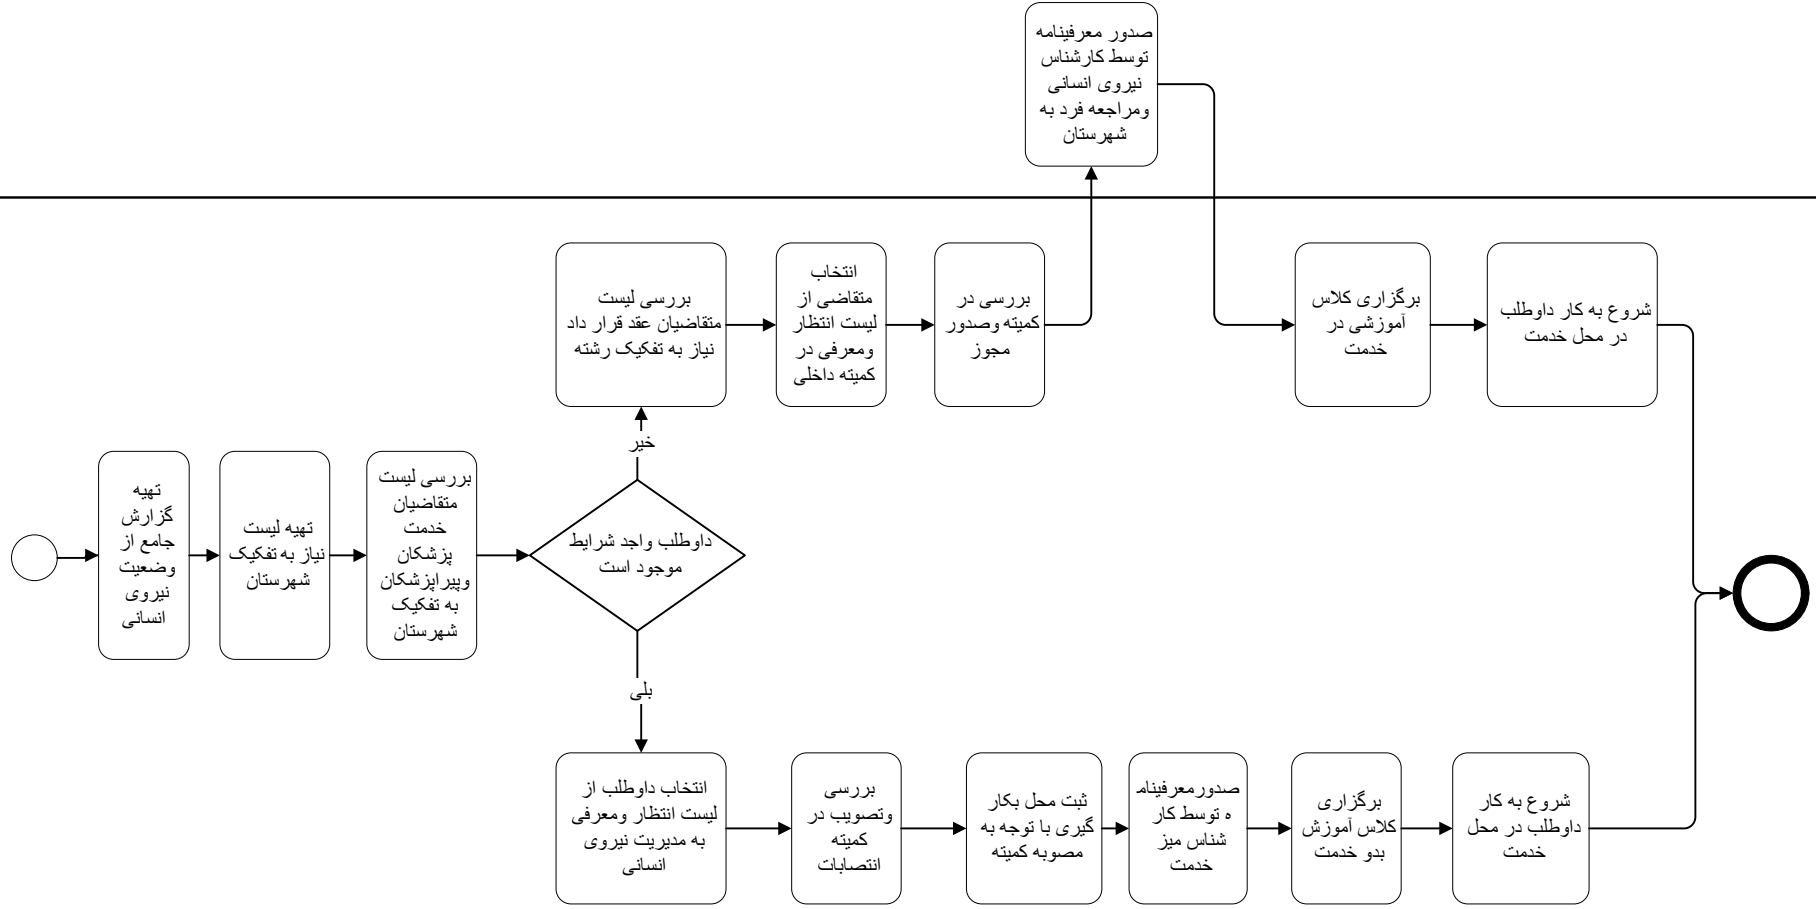 صدور معرفینامه
توسط کارشناس
نیروی انسانی
ومراجعه فرد به
شهرستان
بررسی لیست
متقاضیان عقد قرار داد
نیاز به تفکیک رشته
انتخاب
متقاضی از
لیست انتظار
ومعرفی در
کمیته داخلی
بررسی در
کمیته وصدور
مجوز
برگزاری کلاس
آموزشی در
خدمت
شروع به کار داوطلب
در محل خدمت
خیر
تهیه
گزارش
جامع از
وضعیت
نیروی
انسانی
تهیه لیست
نیاز به تفکیک
شهرستان
بررسی لیست
متقاضیان
خدمت
پزشکان
وپیراپزشکان
به تفکیک
شهرستان
داوطلب واجد شرایط
موجود است
بلی
انتخاب داوطلب از
لیست انتظار ومعرفی
به مدیریت نیروی
انسانی
بررسی
وتصویب در
کمیته
انتصابات
ثبت محل بکار
گیری با توجه به
مصوبه کمیته
صدورمعرفینام
ه توسط کار
شناس میز
خدمت
برگزاری
کلاس آموزش
بدو خدمت
شروع به کار
داوطلب در محل
خدمت